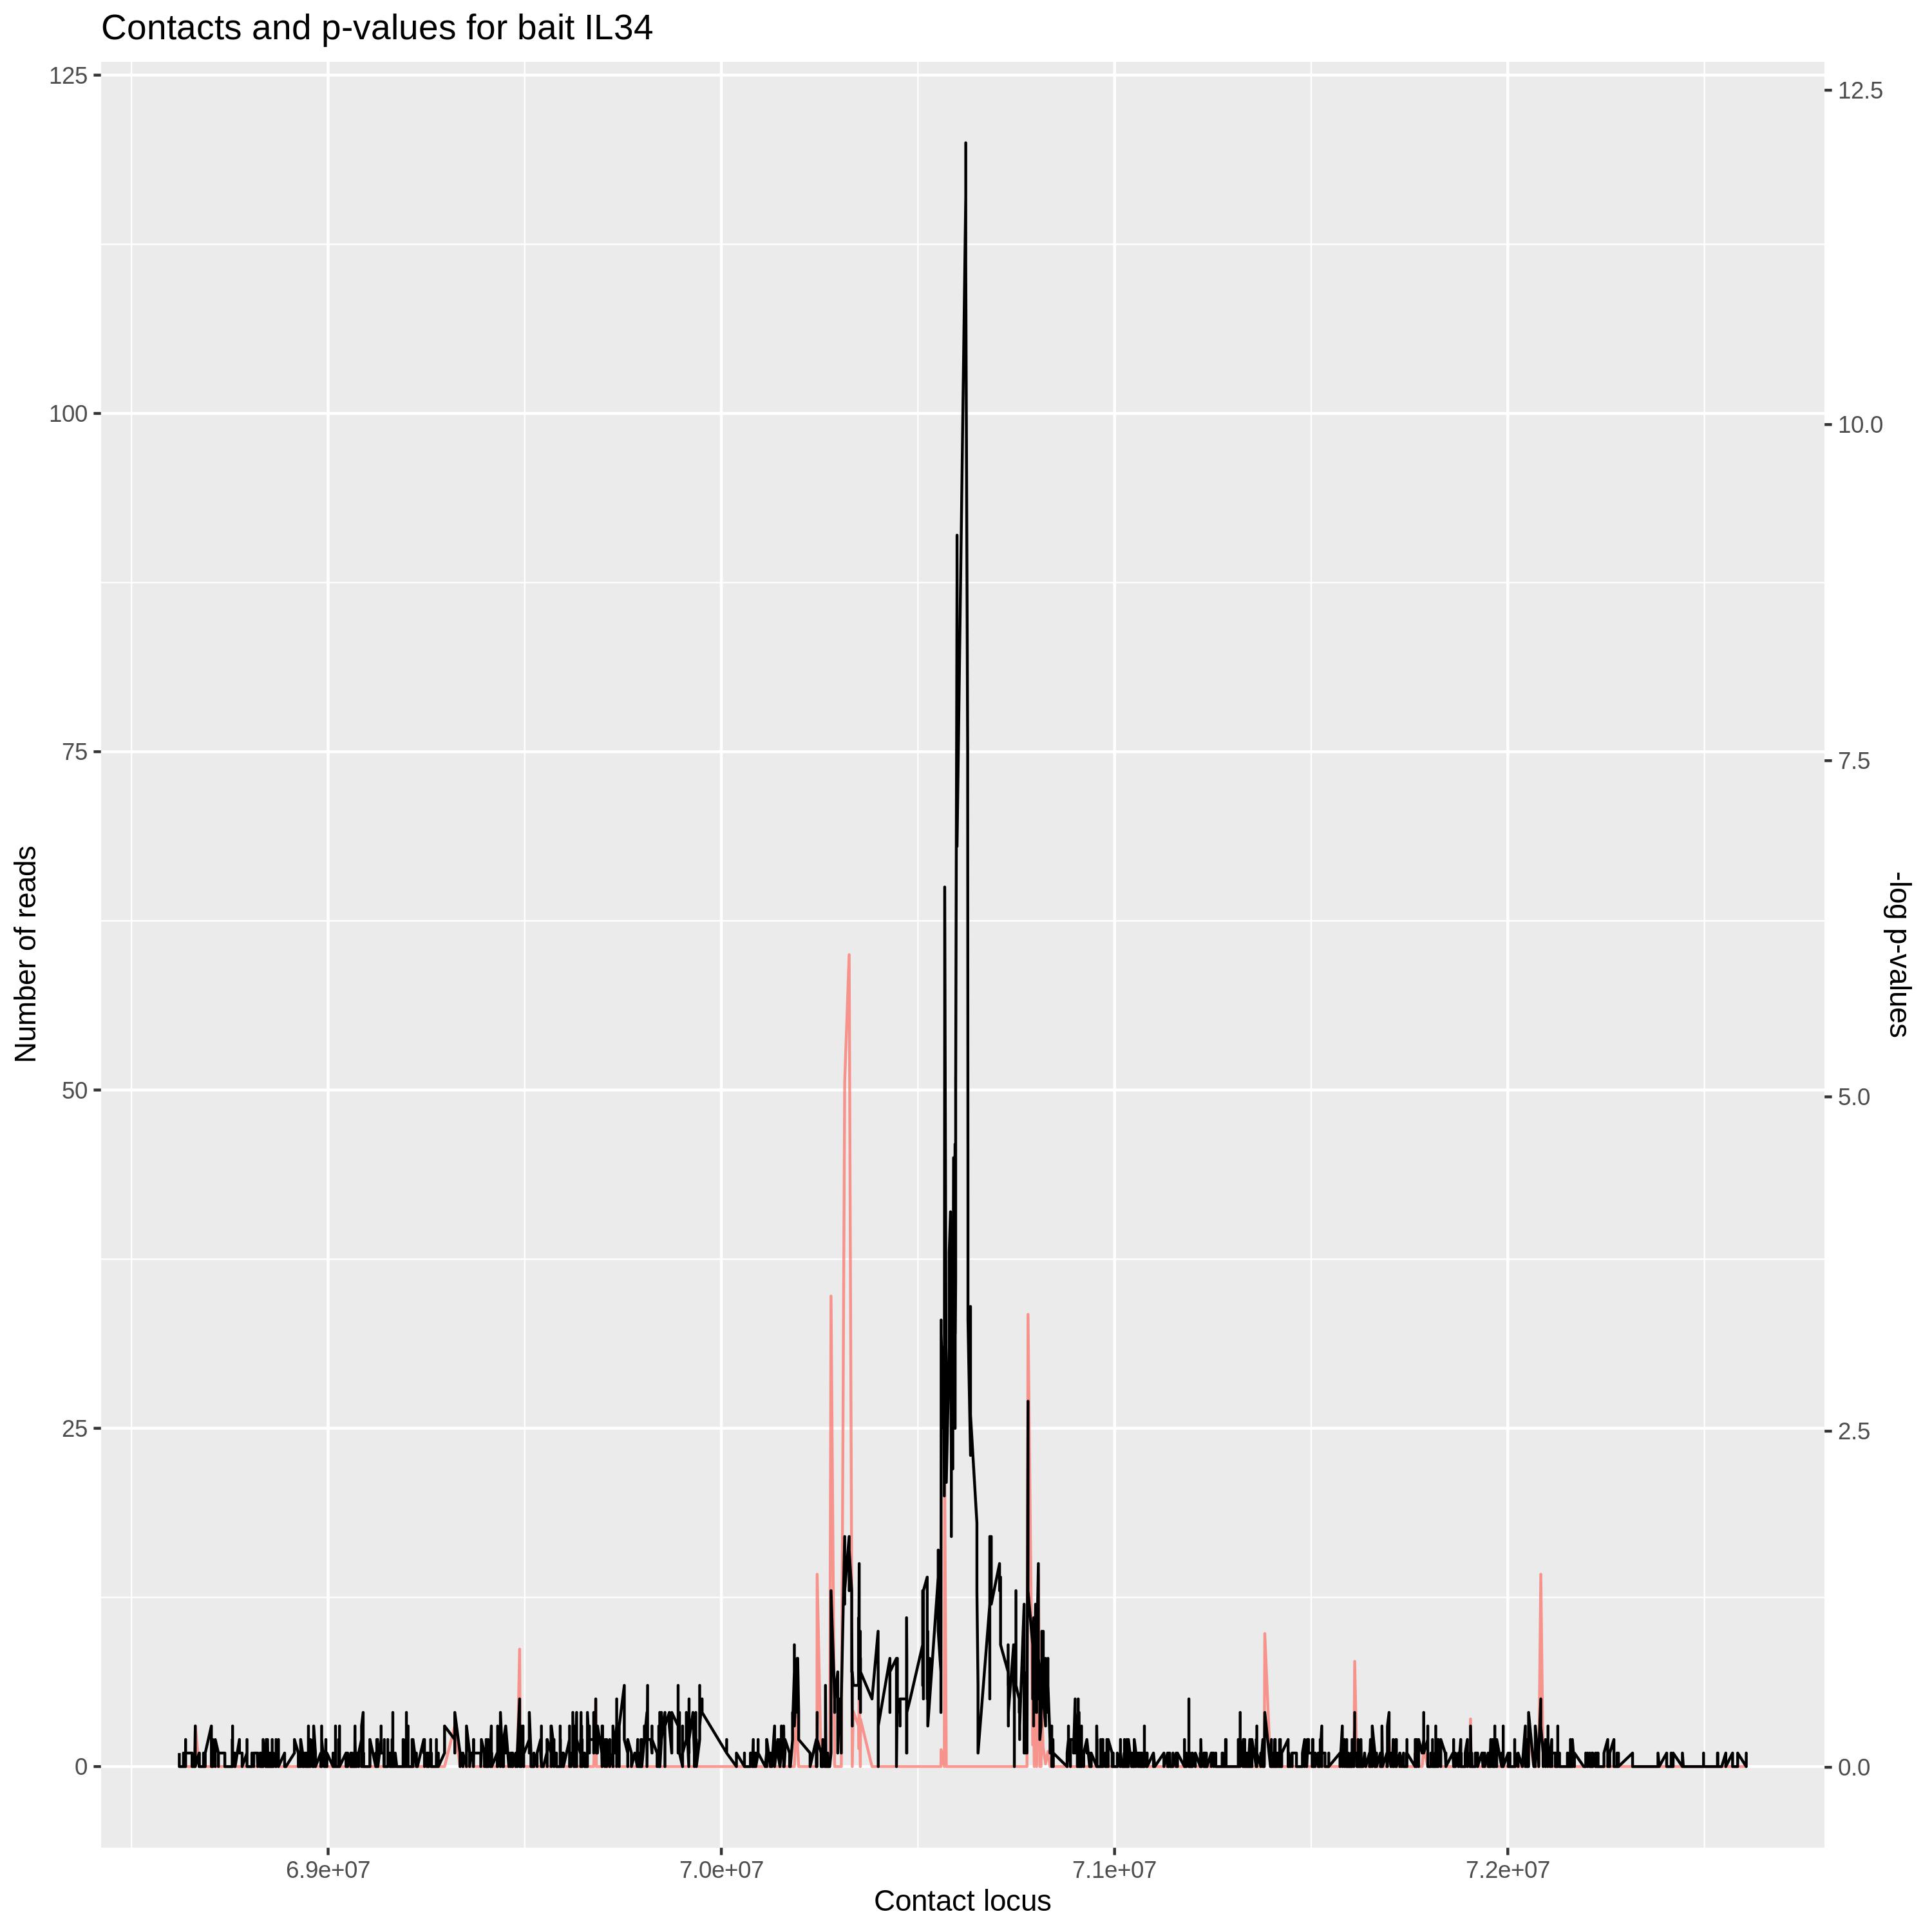 Contacts and p-values for bait IL34
125
100
75
50
25
0
Number of reads
12.5
10.0
7.5
5.0
2.5
0.0
-log p-values
6.9e+07 7.0e+07 7.1e+07 7.2e+07
Contact locus